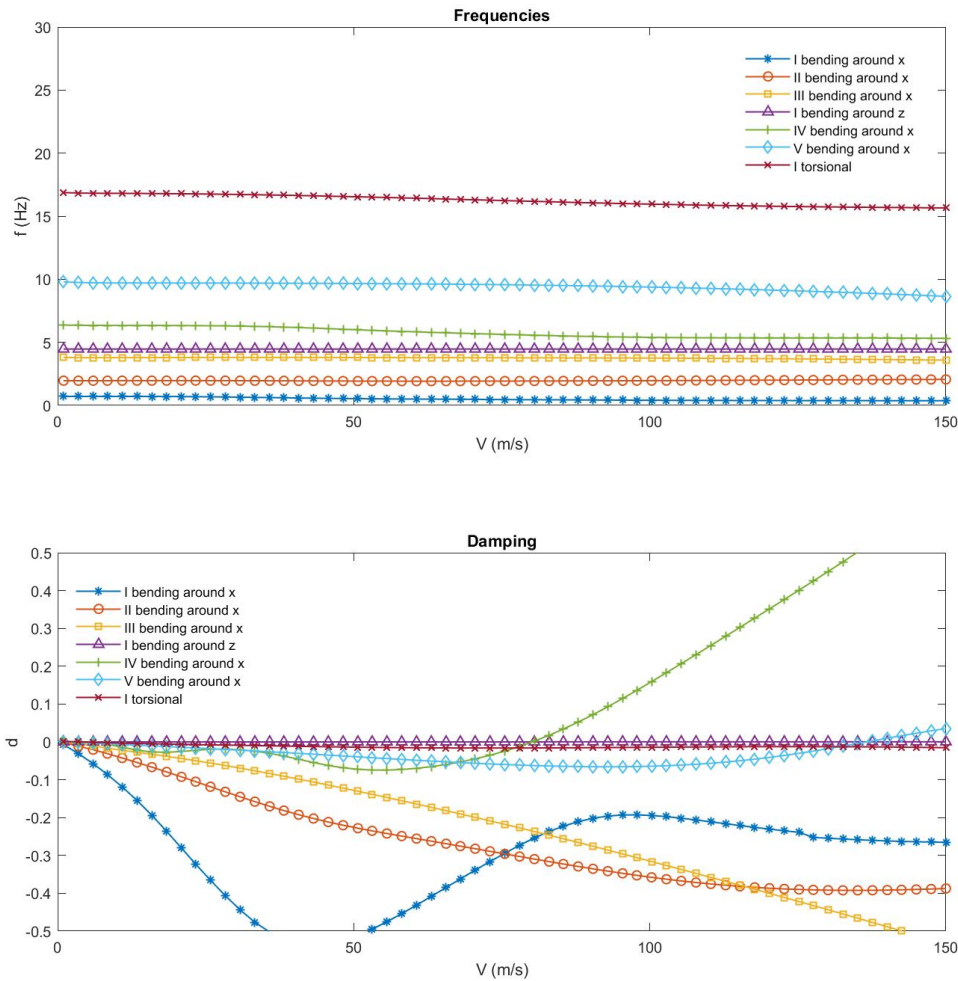 Frequencies
30
25
20
15
10
5
0
f (Hz)
I bending around x
II bending around x
III bending around x
I bending around z
IV bending around x
V bending around x
I torsional
0 50 100 150
V (m/s)
Damping
0.5
0.4
0.3
0.2
0.1
0
-0.1
-0.2
-0.3
-0.4
-0.5
d
I bending around x
II bending around x
III bending around x
I bending around z
IV bending around x
V bending around x
I torsional
0 50 100 150
V (m/s)